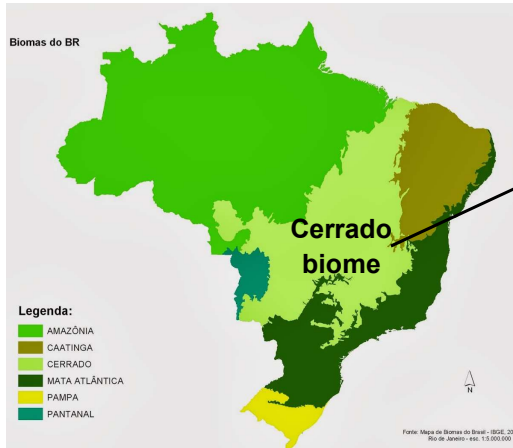 Biomas do BR
Cerrado
biome
Legenda:
AMAZÔNIA
CAATINGA
CERRADO
MATA ATLÂNTICA
PAMPA
PANTANAL
N
Fonte: Mapa de Biomas do Brasil - IBGE, 20
Rio de Janeiro - esc. 1:5.000.000